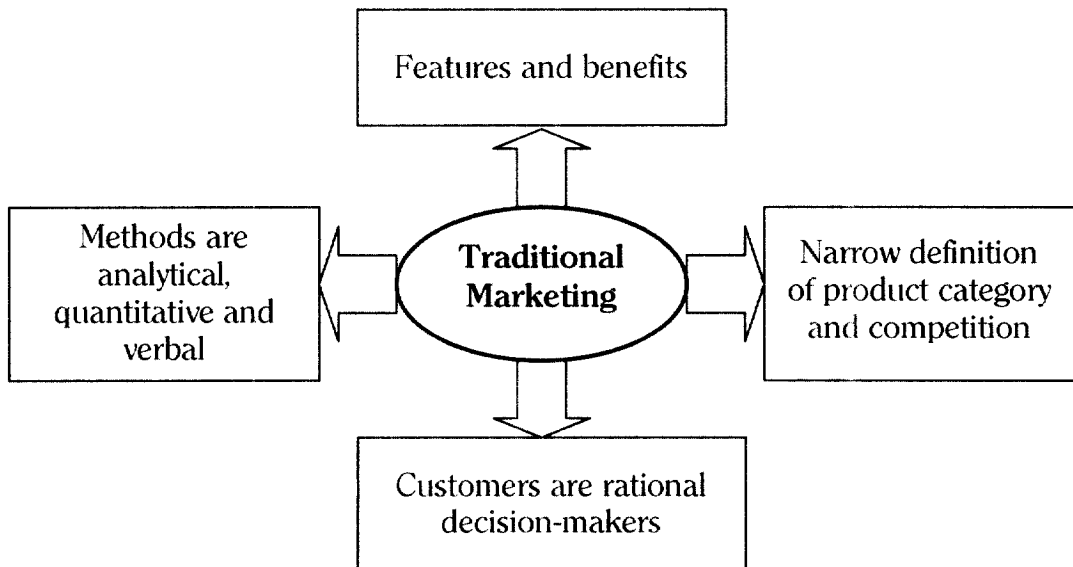 Features and benefits
Methods are
analytical,
quantitative and
verbal
Traditional
Marketing
Narrow definition
of product category
and competition
Customers are rational
decision-makers